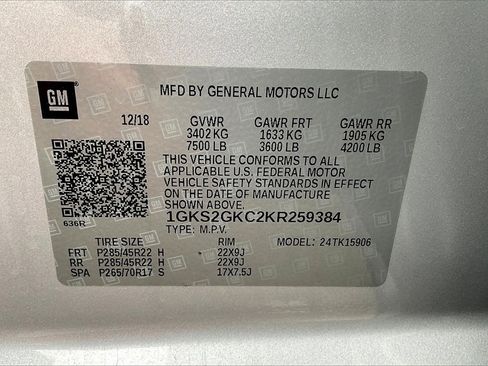 GM
MFD BY GENERAL MOTORS LLC
12/18 GVWR GAWR FRT GAWR RR
3402 KG 1633 KG 1905 KG
7500 LB 3600 LB 4200 LB
THIS VEHICLE CONFORMS TO ALL
APPLICABLE U.S. FEDERAL MOTOR
VEHICLE SAFETY STANDARDS IN EFFECT
ON THE DATE OF MANUFACTURE
SHOWN ABOVE.
1GKS2GKC2KR259384
636R TYPE: M.P.V.
TIRE SIZE RIM MODEL: 24TK15906
FRT P285/45R22 H 22X9J
RR P285/45R22 H 22X9J
SPA P265/70R17 S 17X7.5J